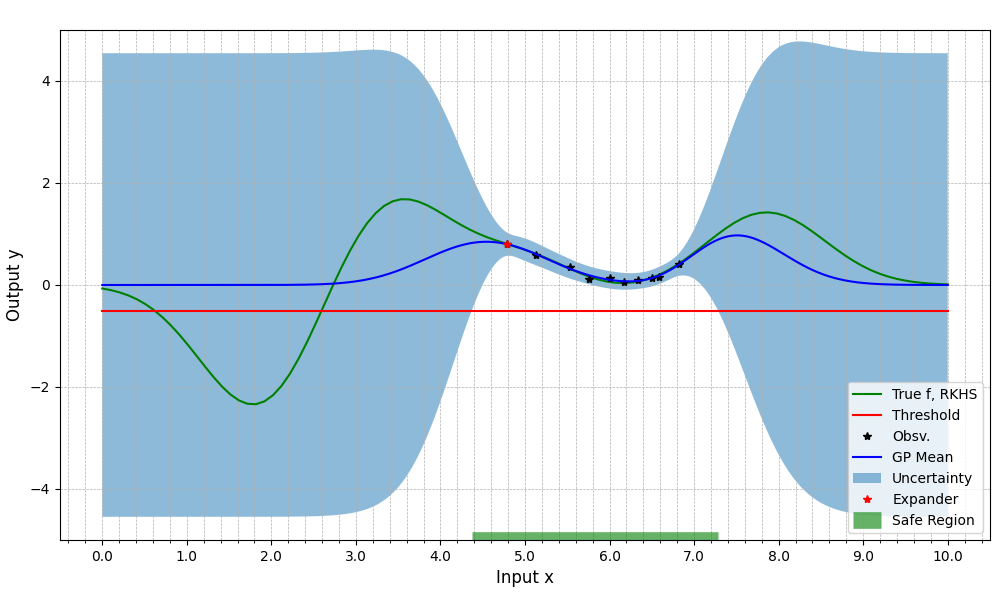 Output y
4
2
0
−2
−4
0.0 1.0 2.0 3.0 4.0 5.0 6.0 7.0 8.0 9.0 10.0
Input x
True f, RKHS
Threshold
Obsv.
GP Mean
Uncertainty
Expander
Safe Region